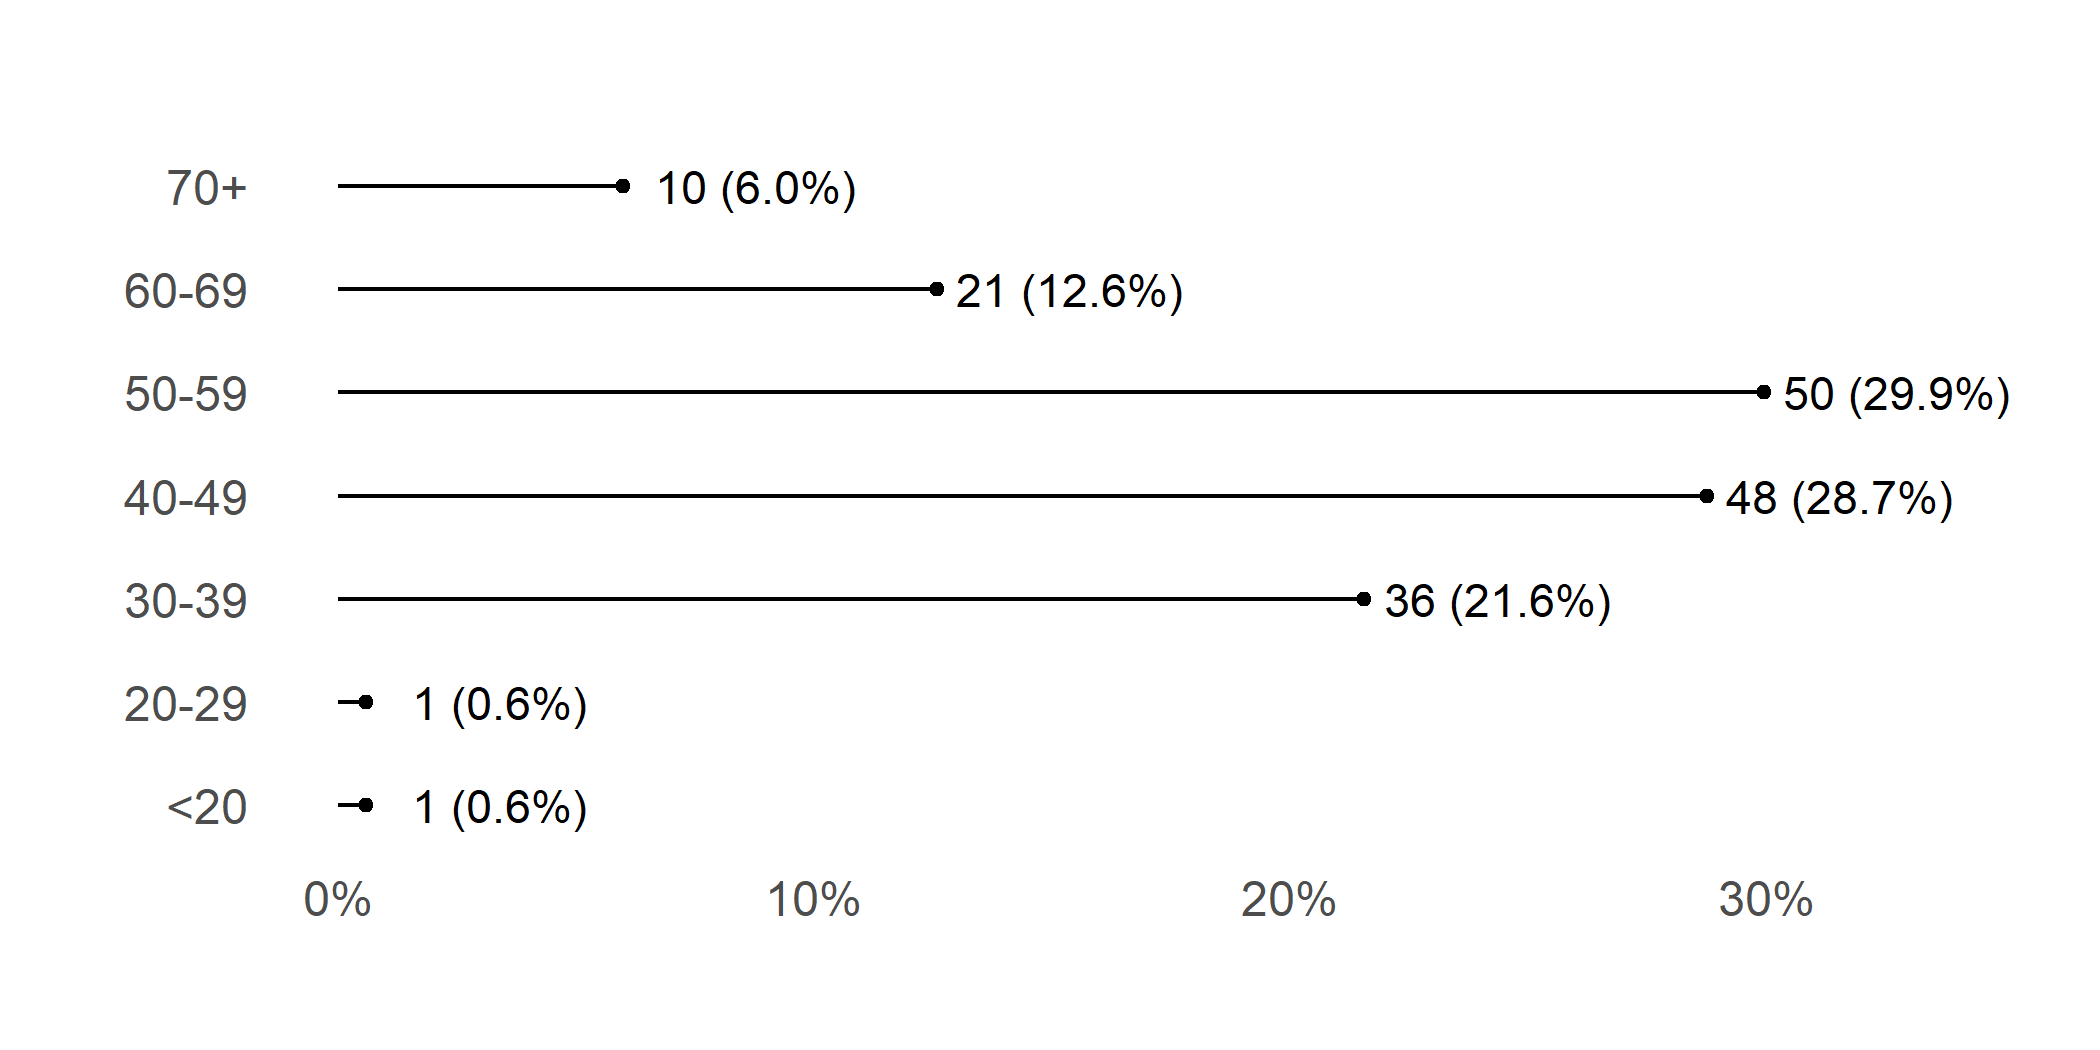 70+ 10 (6.0%)
60-69 21 (12.6%)
50-59 50 (29.9%)
40-49 48 (28.7%)
30-39 36 (21.6%)
20-29 1 (0.6%)
<20 1 (0.6%)
0% 10% 20% 30%